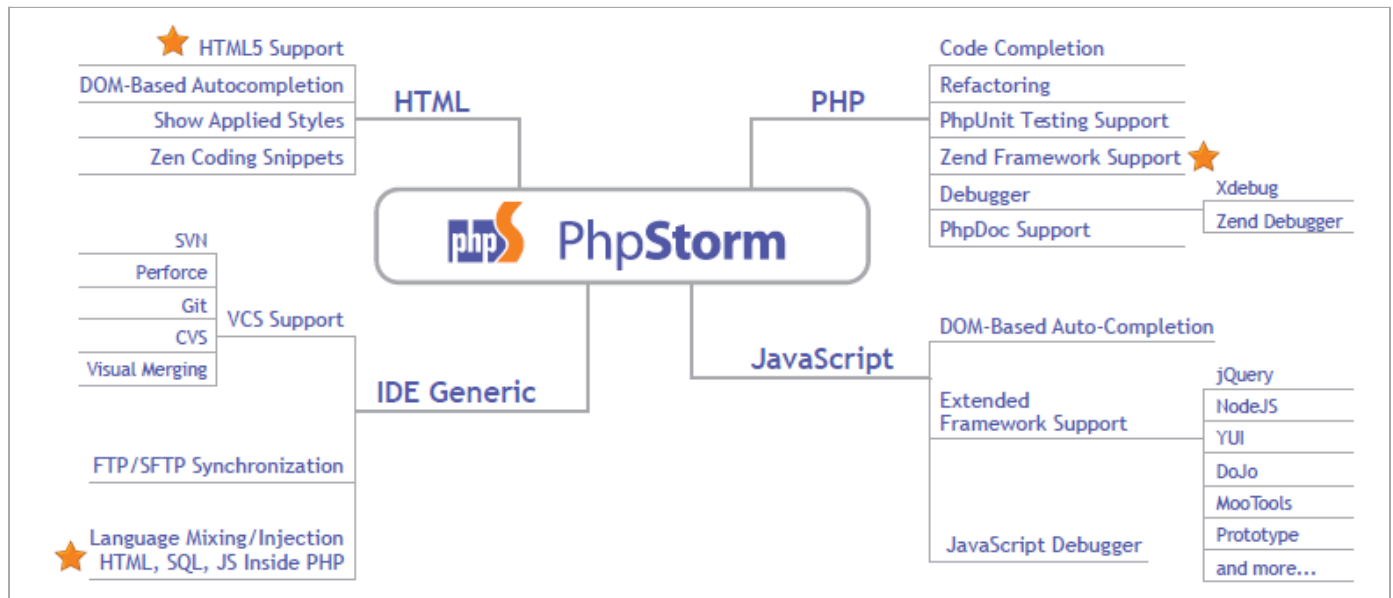 HTML5 Support
DOM-Based Autocompletion
Show Applied Styles
Zen Coding Snippets
HTML
PHP
Code Completion
Refactoring
PhpUnit Testing Support
Zend Framework Support
Debugger
PhpDoc Support
Xdebug
Zend Debugger
php S PhpStorm
SVN
Perforce
Git
CVS
Visual Merging
VCS Support
IDE Generic
FTP/SFTP Synchronization
Language Mixing/Injection
HTML, SQL, JS Inside PHP
JavaScript
DOM-Based Auto-Completion
Extended
Framework Support
JavaScript Debugger
jQuery
NodeJS
YUI
DoJo
MooTools
Prototype
and more...